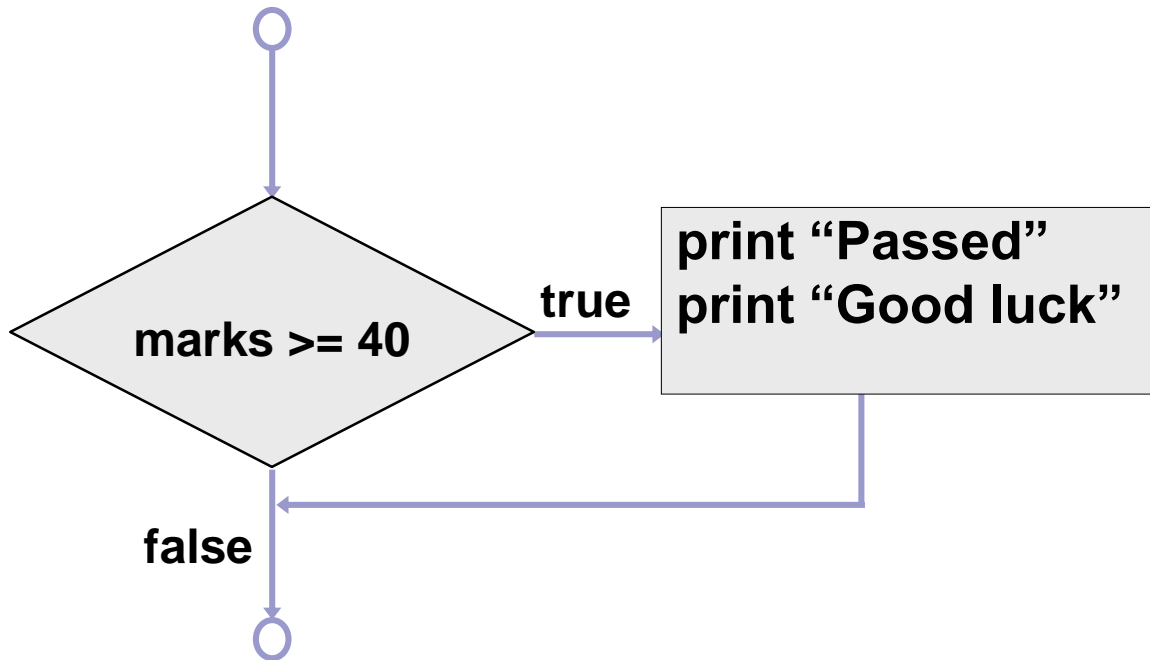 marks >= 40
true
print “Passed”
print “Good luck”
false